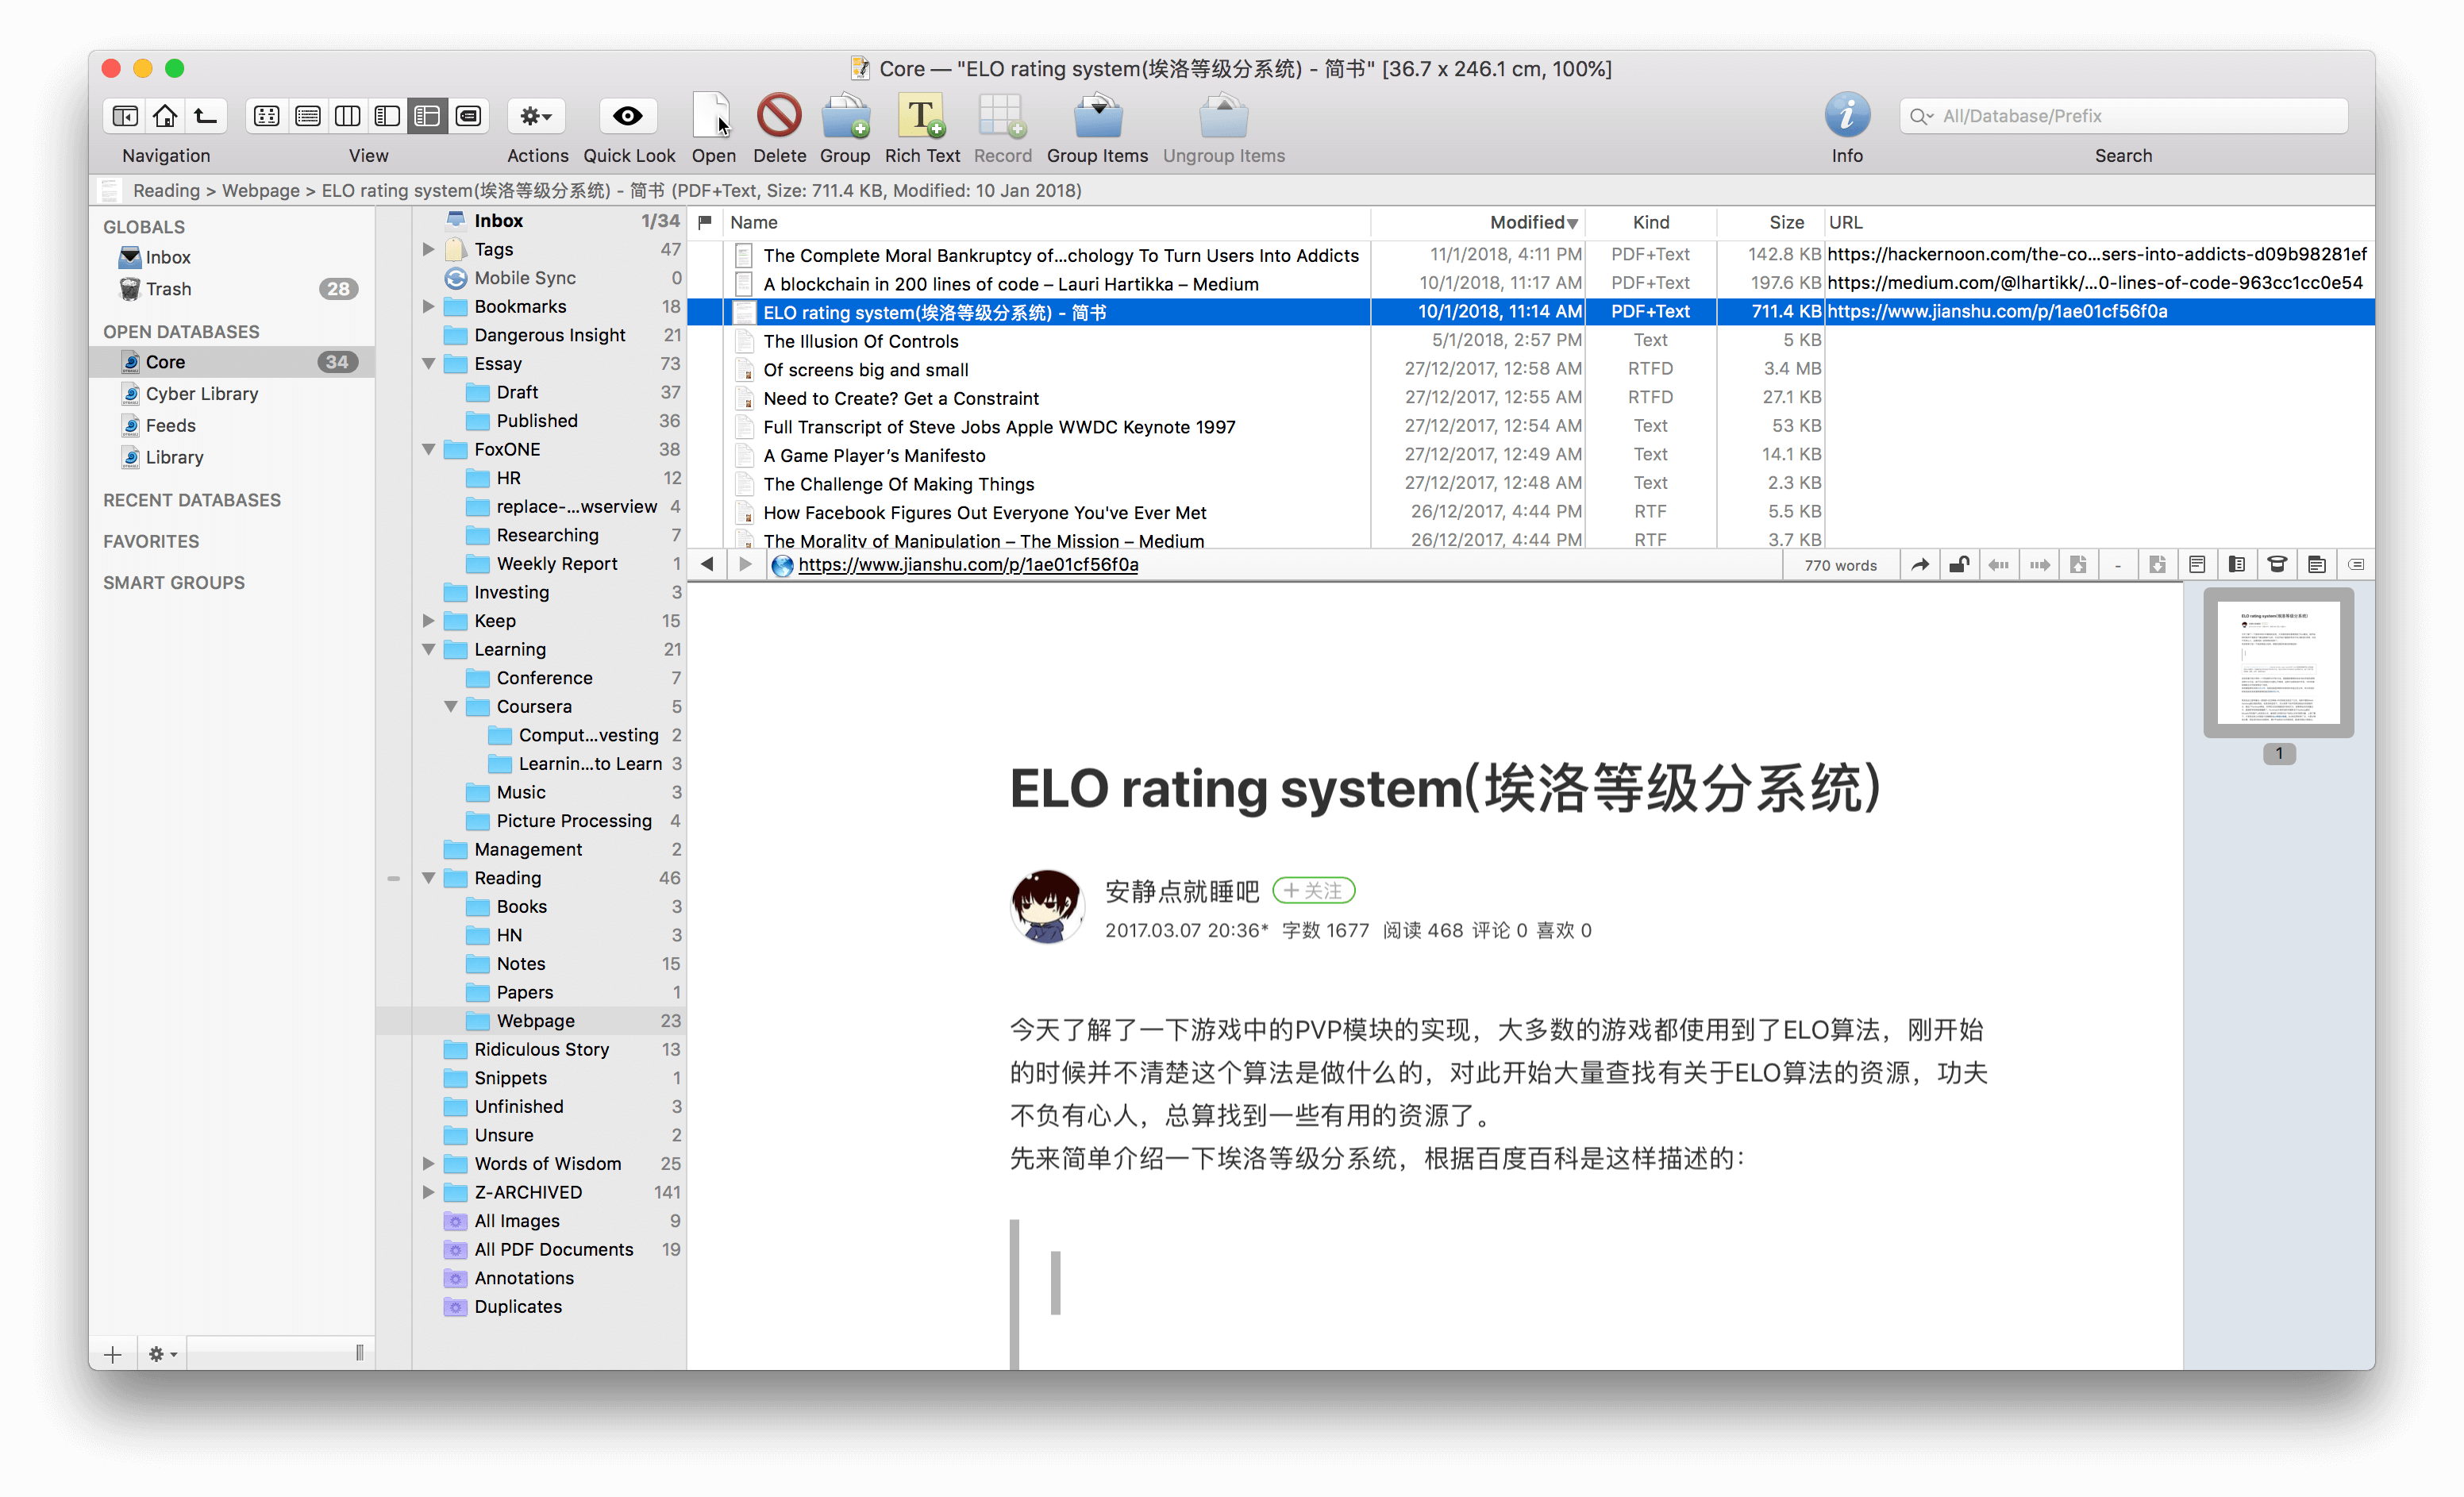 Core — "ELO rating system(埃洛等级分系统) - 简书" [36.7 x 246.1 cm, 100%]
All/Database/Prefix
Navigation View Actions Quick Look Open Delete Group Rich Text Record Group Items Ungroup Items Info Search
Reading > Webpage > ELO rating system(埃洛等级分系统) - 简书 (PDF+Text, Size: 711.4 KB, Modified: 10 Jan 2018)
GLOBALS
Inbox
Trash 28
OPEN DATABASES
Core 34
Cyber Library
Feeds
Library
RECENT DATABASES
FAVORITES
SMART GROUPS
Inbox 1/34
Tags 47
Mobile Sync 0
Bookmarks 18
Dangerous Insight 21
Essay 73
Draft 37
Published 36
FoxONE 38
HR 12
replace-...wserview 4
Researching 7
Weekly Report 1
Investing 3
Keep 15
Learning 21
Conference 7
Coursera 5
Comput...vesting 2
Learnin...to Learn 3
Music 3
Picture Processing 4
Management 2
Reading 46
Books 3
HN 3
Notes 15
Papers 1
Webpage 23
Ridiculous Story 13
Snippets 1
Unfinished 3
Unsure 2
Words of Wisdom 25
Z-ARCHIVED 141
All Images 9
All PDF Documents 19
Annotations
Duplicates
Name Modified Kind Size URL
The Complete Moral Bankruptcy of...chology To Turn Users Into Addicts 11/1/2018, 4:11 PM PDF+Text 142.8 KB https://hackernoon.com/the-co...sers-into-addicts-d09b98281ef
A blockchain in 200 lines of code – Lauri Hartikka – Medium 10/1/2018, 11:17 AM PDF+Text 197.6 KB https://medium.com/@lhartikk/...0-lines-of-code-963cc1cc0e54
ELO rating system(埃洛等级分系统) - 简书 10/1/2018, 11:14 AM PDF+Text 711.4 KB https://www.jianshu.com/p/1ae01cf56f0a
The Illusion Of Controls 5/1/2018, 2:57 PM Text 5 KB
Of screens big and small 27/12/2017, 12:58 AM RTFD 3.4 MB
Need to Create? Get a Constraint 27/12/2017, 12:55 AM RTFD 27.1 KB
Full Transcript of Steve Jobs Apple WWDC Keynote 1997 27/12/2017, 12:54 AM Text 53 KB
A Game Player’s Manifesto 27/12/2017, 12:49 AM Text 14.1 KB
The Challenge Of Making Things 27/12/2017, 12:48 AM Text 2.3 KB
How Facebook Figures Out Everyone You've Ever Met 26/12/2017, 4:44 PM RTF 5.5 KB
The Morality of Manipulation – The Mission – Medium 26/12/2017, 4:44 PM RTF 3.7 KB
https://www.jianshu.com/p/1ae01cf56f0a 770 words
ELO rating system(埃洛等级分系统)
安静点就睡吧 + 关注
2017.03.07 20:36* 字数 1677 阅读 468 评论 0 喜欢 0
今天了解了一下游戏中的PVP模块的实现，大多数的游戏都使用到了ELO算法，刚开始
的时候并不清楚这个算法是做什么的，对此开始大量查找有关于ELO算法的资源，功夫
不负有心人，总算找到一些有用的资源了。
先来简单介绍一下埃洛等级分系统，根据百度百科是这样描述的：
ELO rating system(埃洛等级分系统)
1